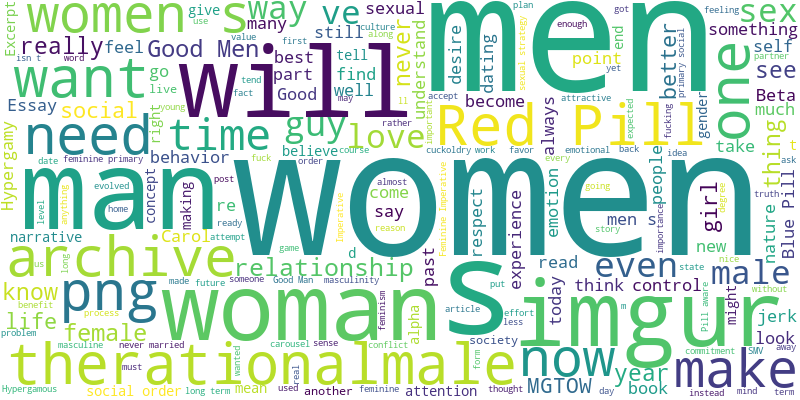 Excerpt women s way ve sexual men sex
give use still feel Good Men really many culture along plan got feeling
want will never understand desire dating something self
isn t word value first best tell part find sexual strategy enough yet end better primary social partner
go live fact tend Good well point see
Essay social need time guy love become attractive accept gender Beta
right young may ll rather important Red Pill one much
Hypergamy believe fuck course order always expected fucking take thing
date feminine primary behavior cuckoldry work favor emotional back idea t ask
man women people girl Blue Pill
evolved concept making re post almost come every going truth
level anything home ready attempt say Imperative Feminine Imperative respect emotion men s importance degree nature
narrative Carol game reason d experience story new
archive relationship past read even state nice male
us long made future someone Good Man masculinity put today think control without
know png woman s imgur Pill aware might jerk
benefit process life female feminism alpha article effort less m look
problem masculine never married carousel sense conflict society form commitment SMV away
therationalmale now make
Hypergamous must wanted real MGTOW year
social order long term mean used another feminine thought attention day book instead mind term